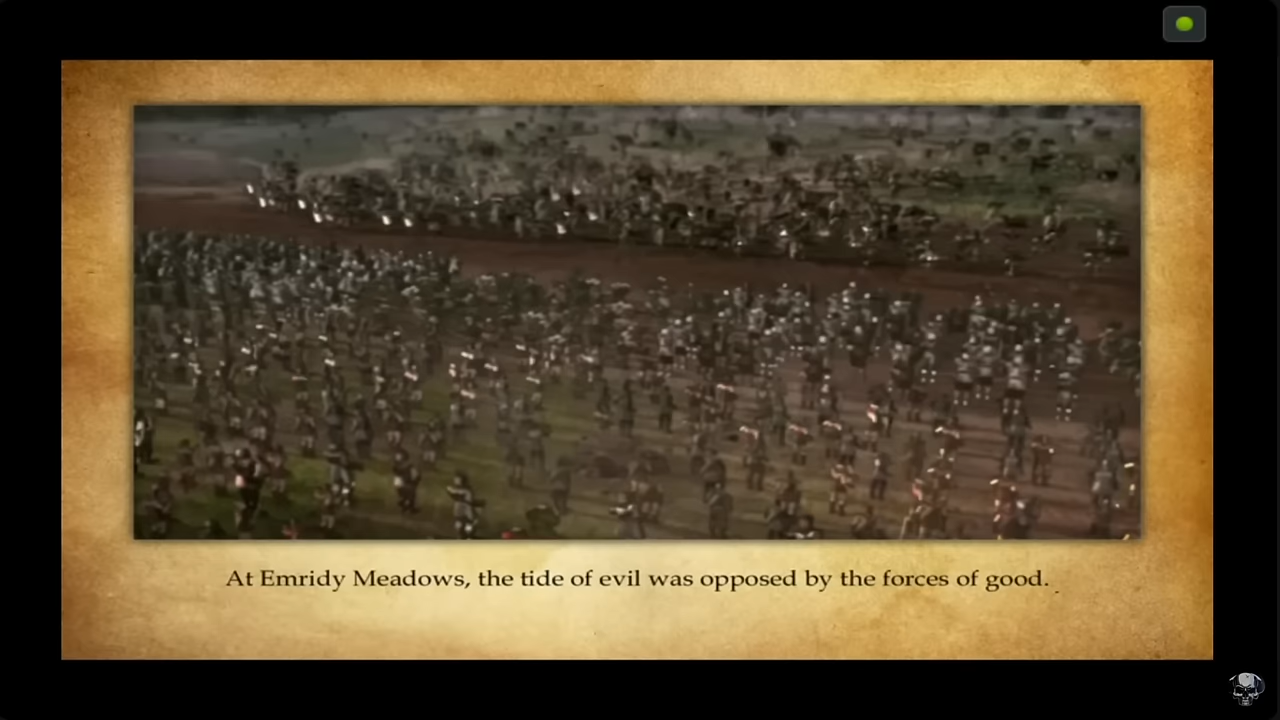 At Emridy Meadows, the tide of evil was opposed by the forces of good.